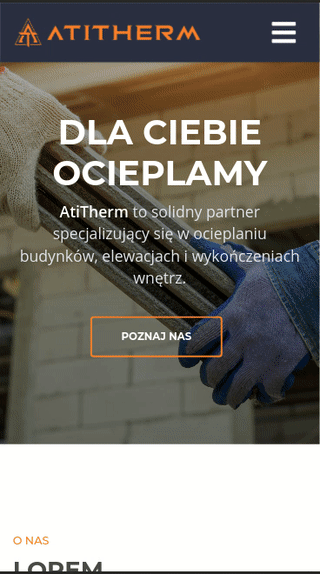 ATITHERM
DLA CIEBIE
OCIEPLAMY
AtiTherm to solidny partner
specjalizujący się w ocieplaniu
budynków, elewacjach i wykończeniach
wnętrz.
POZNAJ NAS
O NAS
LOREM